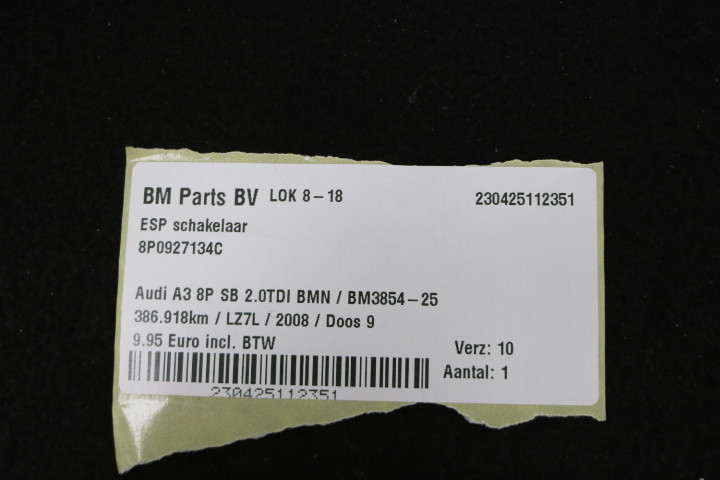 BM Parts BV LOK 8-18 230425112351
ESP schakelaar
8P0927134C
Audi A3 8P SB 2.0TDI BMN / BM3854-25
386.918km / LZ7L / 2008 / Doos 9
9.95 Euro incl. BTW
Verz: 10
Aantal: 1
230425112351